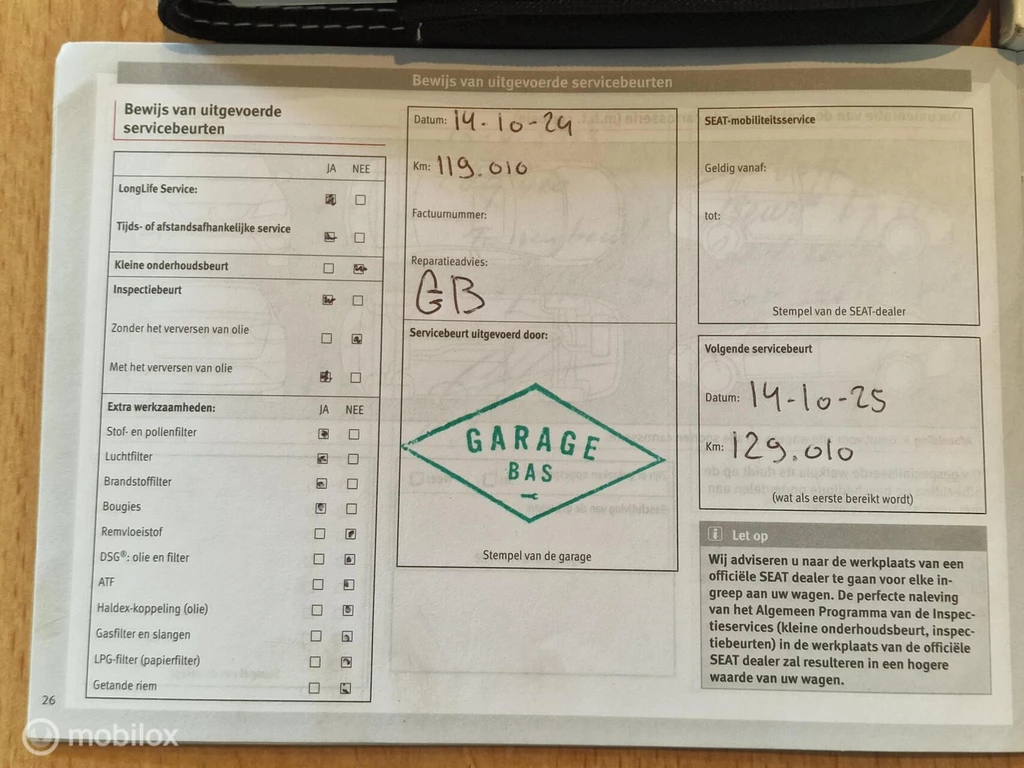 Bewijs van uitgevoerde servicebeurten
Bewijs van uitgevoerde
servicebeurten
JA NEE
LongLife Service:
Tijds- of afstandsafhankelijke service
Kleine onderhoudsbeurt
Inspectiebeurt
Zonder het verversen van olie
Met het verversen van olie
Extra werkzaamheden: JA NEE
Stof- en pollenfilter
Luchtfilter
Brandstoffilter
Bougies
Remvloeistof
DSG®: olie en filter
ATF
Haldex-koppeling (olie)
Gasfilter en slangen
LPG-filter (papierfilter)
Getande riem
26
Datum: 14-10-24
Km: 119.010
Factuurnummer:
Reparatieadvies:
GB
Servicebeurt uitgevoerd door:
GARAGE
BAS
Stempel van de garage
SEAT-mobiliteitsservice
Geldig vanaf:
tot:
Stempel van de SEAT-dealer
Volgende servicebeurt
Datum: 14-10-25
Km: 129.010
(wat als eerste bereikt wordt)
i Let op
Wij adviseren u naar de werkplaats van een
officiële SEAT dealer te gaan voor elke in-
greep aan uw wagen. De perfecte naleving
van het Algemeen Programma van de Inspec-
tieservices (kleine onderhoudsbeurt, inspec-
tiebeurten) in de werkplaats van de officiële
SEAT dealer zal resulteren in een hogere
waarde van uw wagen.
mobilox